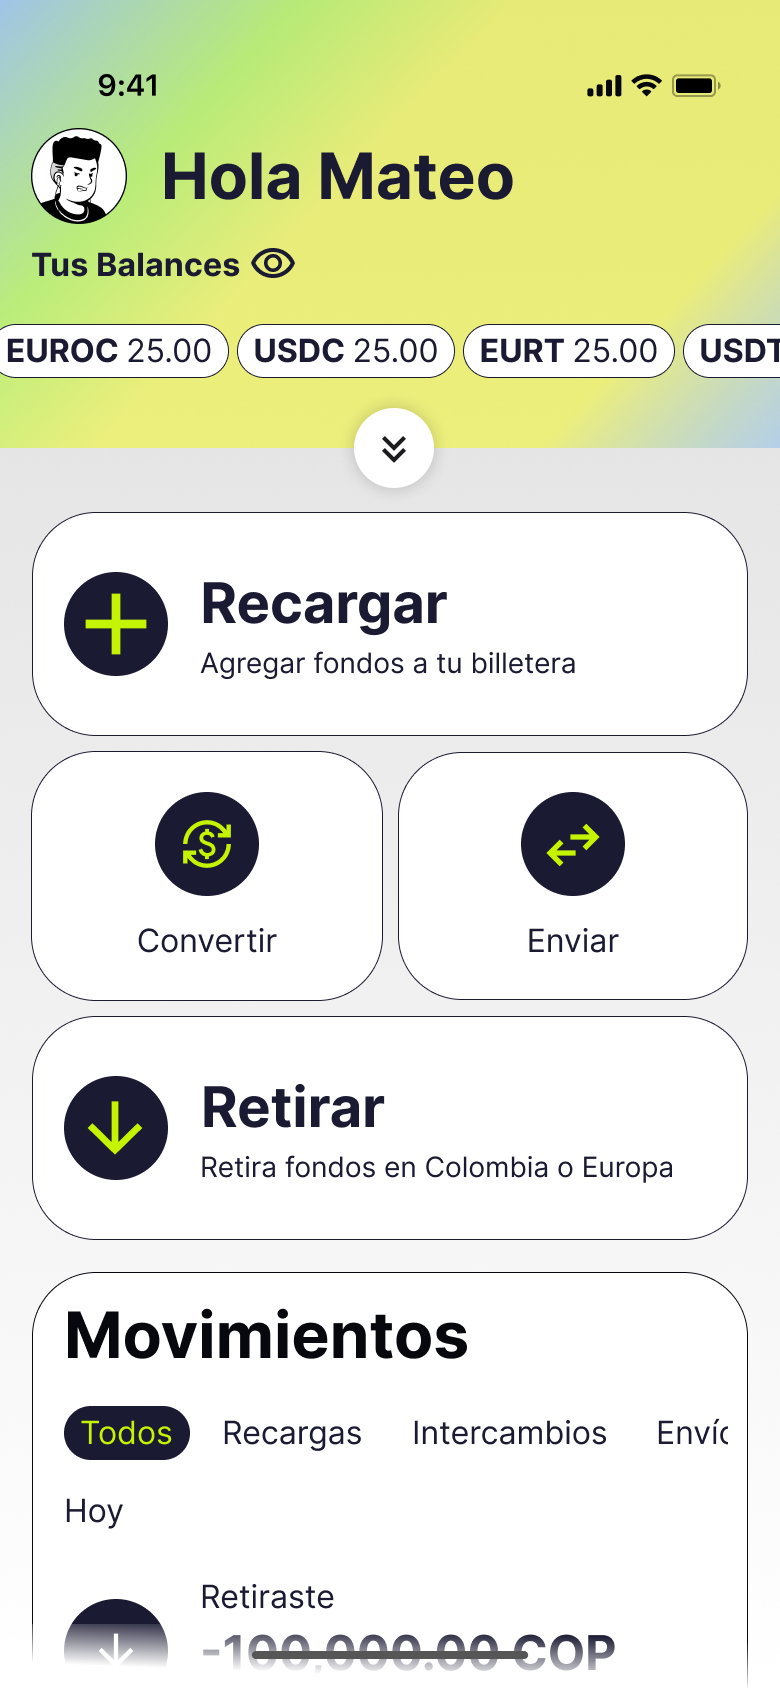 9:41
Hola Mateo
Tus Balances
EUROC 25.00 USDC 25.00 EURT 25.00 USDT
Recargar
Agregar fondos a tu billetera
Convertir Enviar
Retirar
Retira fondos en Colombia o Europa
Movimientos
Todos Recargas Intercambios
Hoy
Retiraste
-100,000.00 COP